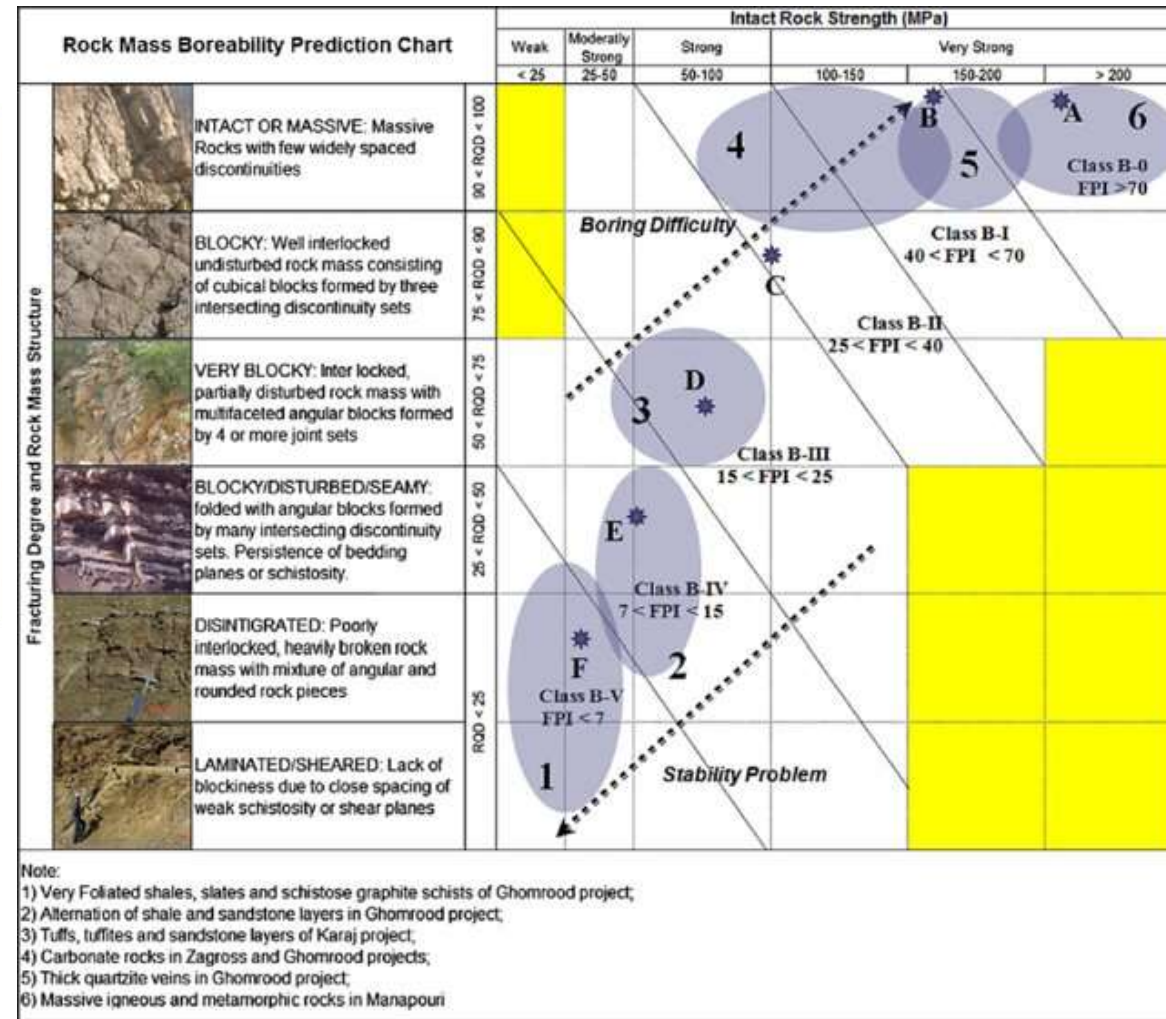 Rock Mass Boreability Prediction Chart
Intact Rock Strength (MPa)
Weak
Moderately
Strong
Strong
Very Strong
< 25
25-50
50-100
100-150
150-200
> 200
Fracturing Degree and Rock Mass Structure
INTACT OR MASSIVE: Massive
Rocks with few widely spaced
discontinuities
90 < RQD < 100
4
B
5
A
6
Class B-0
FPI >70
BLOCKY: Well interlocked
undisturbed rock mass consisting
of cubical blocks formed by three
intersecting discontinuity sets
75 < RQD < 90
Boring Difficulty
C
Class B-I
40 < FPI < 70
Class B-II
25 < FPI < 40
VERY BLOCKY: Inter locked,
partially disturbed rock mass with
multifaceted angular blocks formed
by 4 or more joint sets
50 < RQD < 75
D
3
Class B-III
15 < FPI < 25
BLOCKY/DISTURBED/SEAMY:
folded with angular blocks formed
by many intersecting discontinuity
sets. Persistence of bedding
planes or schistosity.
25 < RQD < 50
E
Class B-IV
7 < FPI < 15
DISINTIGRATED: Poorly
interlocked, heavily broken rock
mass with mixture of angular and
rounded rock pieces
RQD < 25
F
2
Class B-V
FPI < 7
LAMINATED/SHEARED: Lack of
blockiness due to close spacing of
weak schistosity or shear planes
1
Stability Problem
Note:
1) Very Foliated shales, slates and schistose graphite schists of Ghomrood project;
2) Alternation of shale and sandstone layers in Ghomrood project;
3) Tuffs, tuffites and sandstone layers of Karaj project;
4) Carbonate rocks in Zagross and Ghomrood projects;
5) Thick quartzite veins in Ghomrood project;
6) Massive igneous and metamorphic rocks in Manapouri